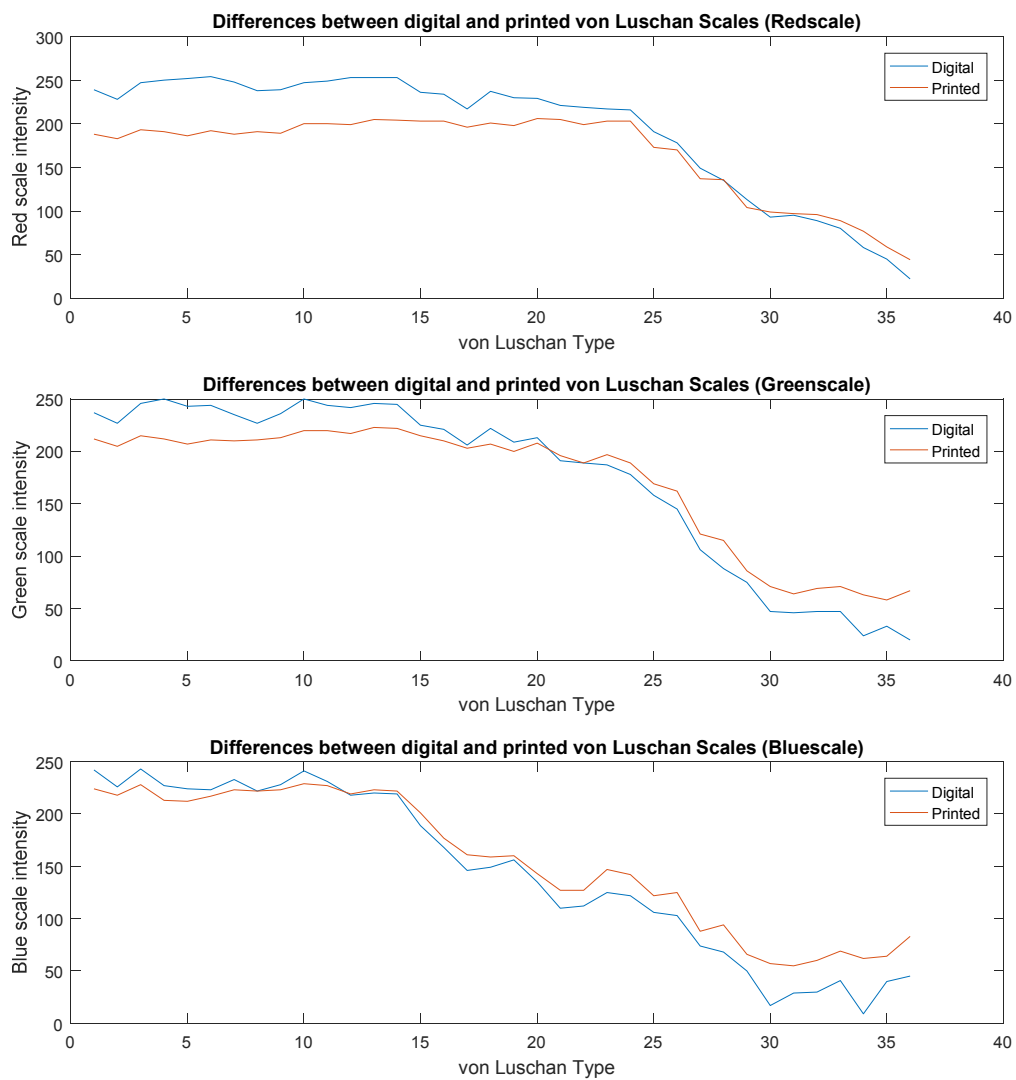 Differences between digital and printed von Luschan Scales (Redscale)
300
250
200
150
100
50
0
Red scale intensity
Digital
Printed
0 5 10 15 20 25 30 35 40
von Luschan Type
Differences between digital and printed von Luschan Scales (Greenscale)
250
200
150
100
50
0
Green scale intensity
Digital
Printed
0 5 10 15 20 25 30 35 40
von Luschan Type
Differences between digital and printed von Luschan Scales (Bluescale)
250
200
150
100
50
0
Blue scale intensity
Digital
Printed
0 5 10 15 20 25 30 35 40
von Luschan Type